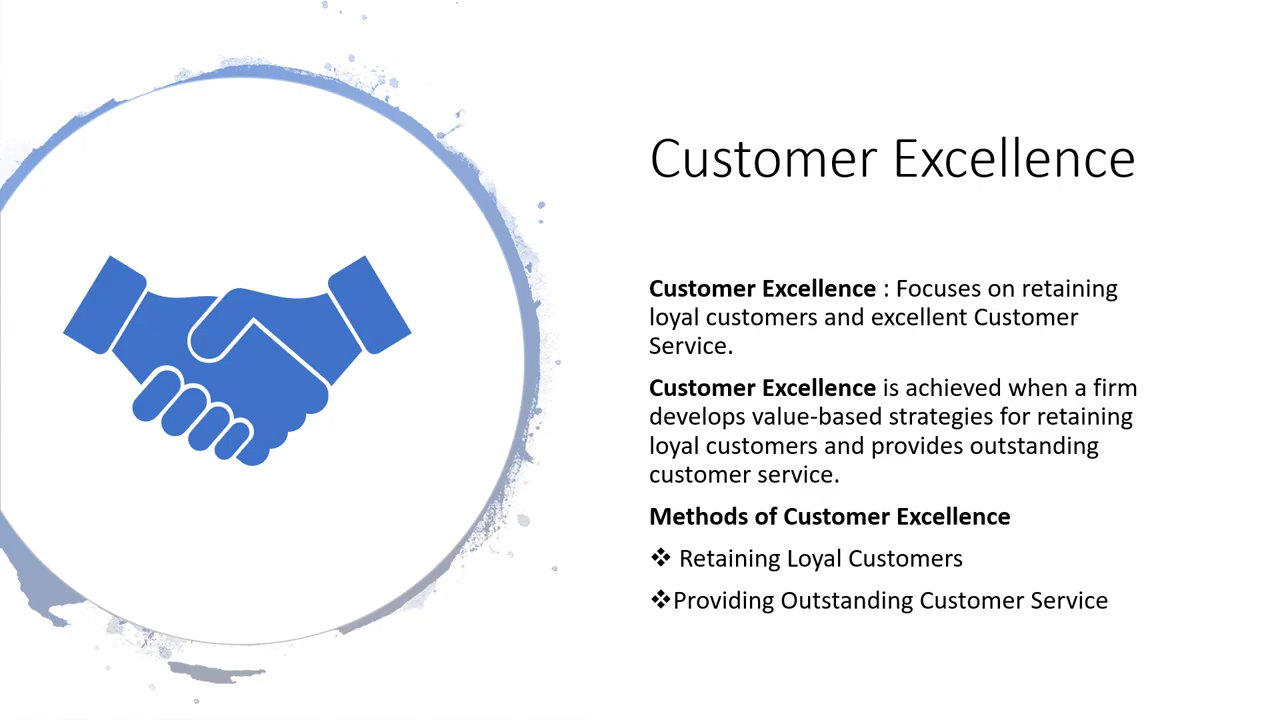 Customer Excellence
Customer Excellence : Focuses on retaining
loyal customers and excellent Customer
Service.
Customer Excellence is achieved when a firm
develops value-based strategies for retaining
loyal customers and provides outstanding
customer service.
Methods of Customer Excellence
❖ Retaining Loyal Customers
❖Providing Outstanding Customer Service